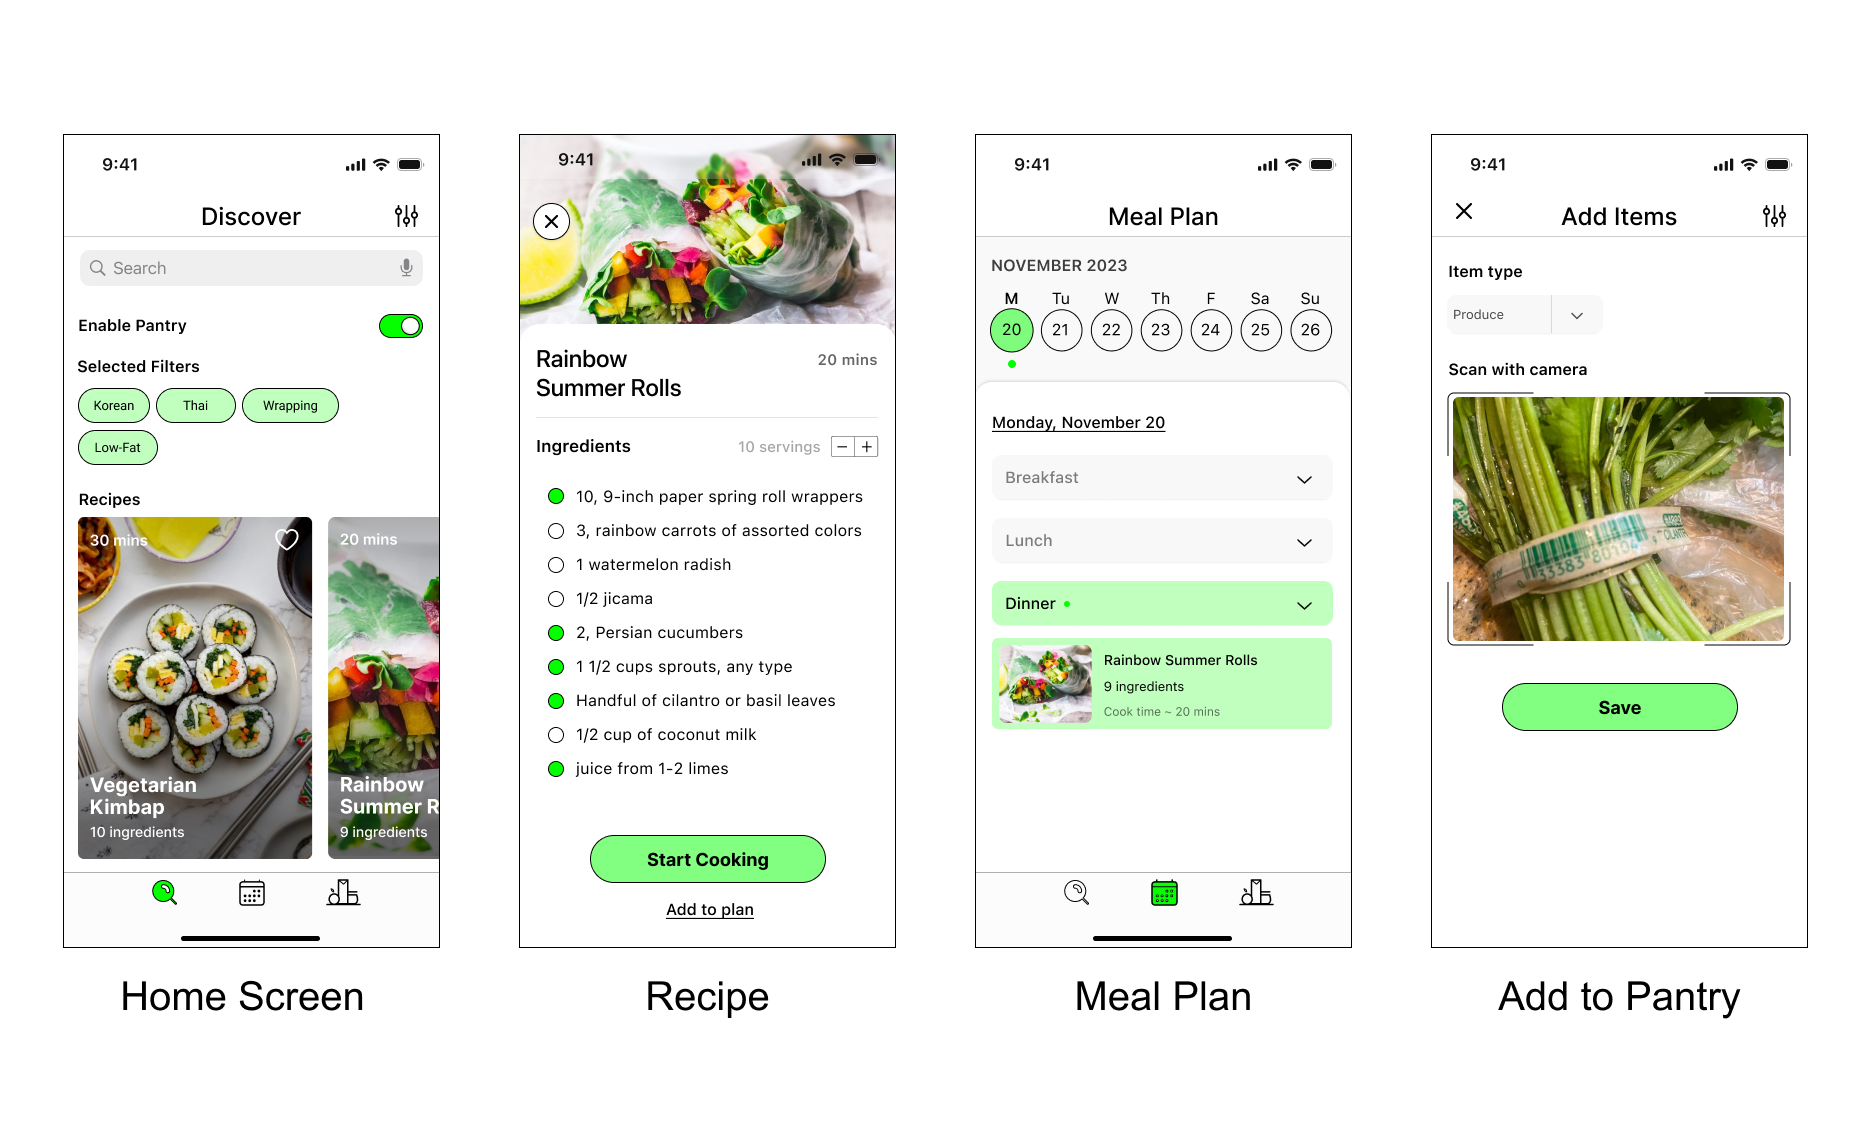 9:41
Discover
Search
Enable Pantry
Selected Filters
Korean
Thai
Wrapping
Low-Fat
Recipes
30 mins
Vegetarian
Kimbap
10 ingredients
20 mins
Rainbow
Summer R
9 ingredients
Home Screen
9:41
Rainbow
Summer Rolls
20 mins
Ingredients
10 servings
10, 9-inch paper spring roll wrappers
3, rainbow carrots of assorted colors
1 watermelon radish
1/2 jicama
2, Persian cucumbers
1 1/2 cups sprouts, any type
Handful of cilantro or basil leaves
1/2 cup of coconut milk
juice from 1-2 limes
Start Cooking
Add to plan
Recipe
9:41
Meal Plan
NOVEMBER 2023
M Tu W Th F Sa Su
20 21 22 23 24 25 26
Monday, November 20
Breakfast
Lunch
Dinner
Rainbow Summer Rolls
9 ingredients
Cook time ~ 20 mins
Meal Plan
9:41
Add Items
Item type
Produce
Scan with camera
33383 80104
Save
Add to Pantry